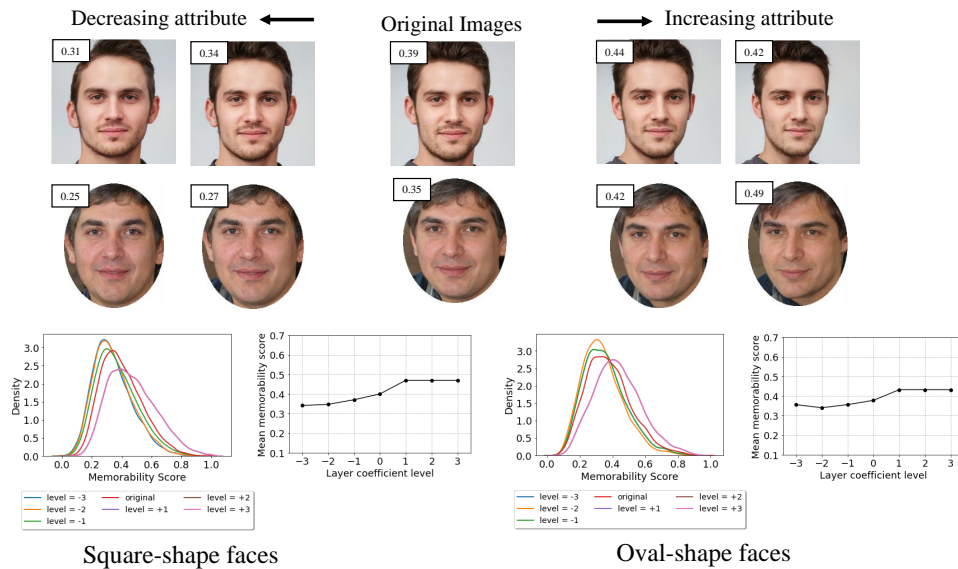 Decreasing attribute
Original Images
Increasing attribute
0.31
0.34
0.39
0.44
0.42
0.25
0.27
0.35
0.42
0.49
Density
3.0
2.5
2.0
1.5
1.0
0.5
0.0
0.0 0.2 0.4 0.6 0.8 1.0
Memorability Score
Mean memorability score
0.7
0.6
0.5
0.4
0.3
0.2
0.1
−3 −2 −1 0 1 2 3
Layer coefficient level
Density
3.0
2.5
2.0
1.5
1.0
0.5
0.0
0.0 0.2 0.4 0.6 0.8 1.0
Memorability Score
Mean memorability score
0.7
0.6
0.5
0.4
0.3
0.2
0.1
−3 −2 −1 0 1 2 3
Layer coefficient level
level = -3 original level = +2
level = -2 level = +1 level = +3
level = -1
level = -3 original level = +2
level = -2 level = +1 level = +3
level = -1
Square-shape faces
Oval-shape faces